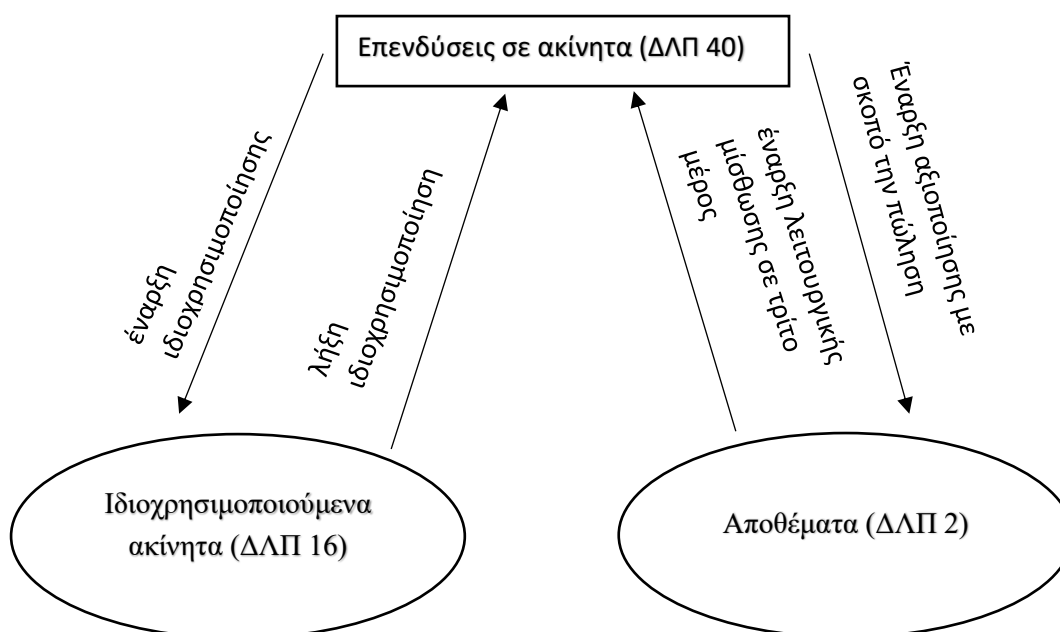 Επενδύσεις σε ακίνητα (ΔΛΠ 40)
έναρξη
ιδιοχρησιμοποίησης
λήξη
ιδιοχρησιμοποίηση
έναρξη λειτουργικής
μίσθωσης σε τρίτο
μέρος
Έναρξη αξιοποίησης με
σκοπό την πώληση
Ιδιοχρησιμοποιούμενα
ακίνητα (ΔΛΠ 16)
Αποθέματα (ΔΛΠ 2)